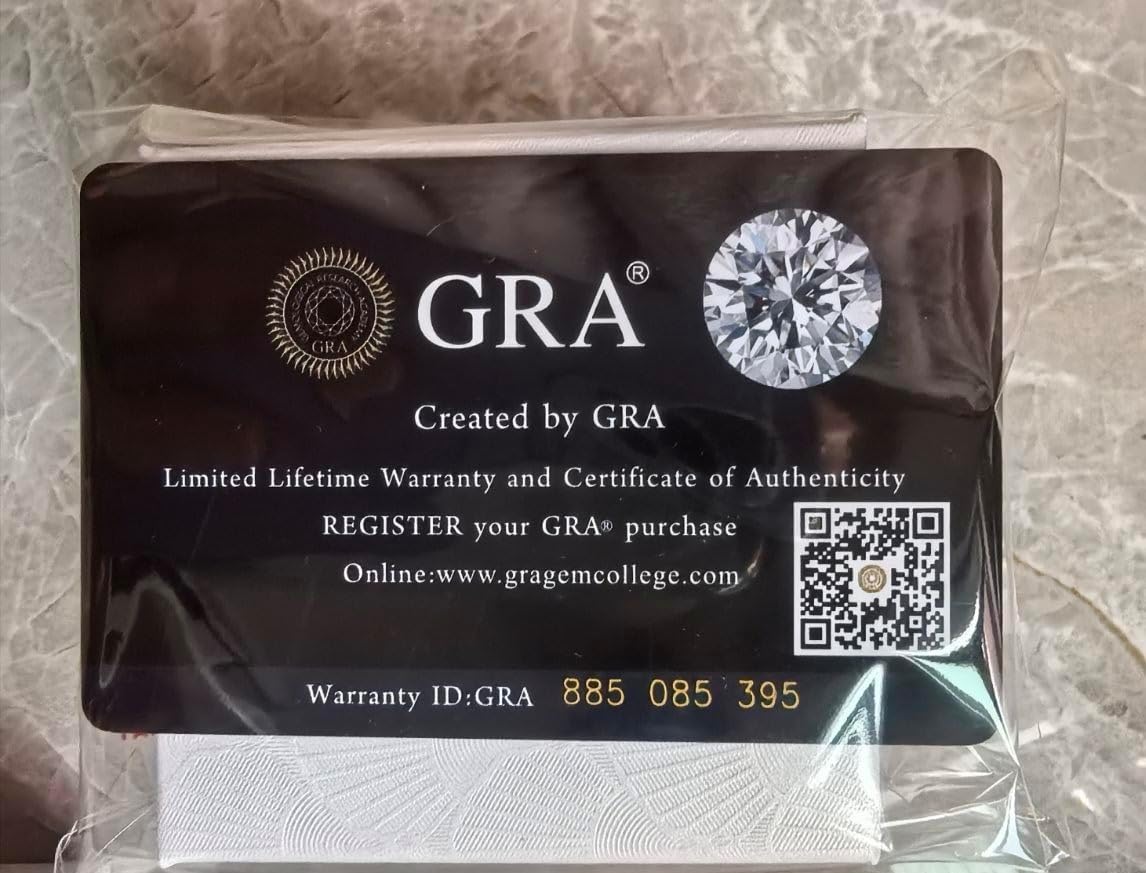 GRA®
GRA
Created by GRA
Limited Lifetime Warranty and Certificate of Authenticity
REGISTER your GRA® purchase
Online:www.gragemcollege.com
Warranty ID:GRA 885 085 395